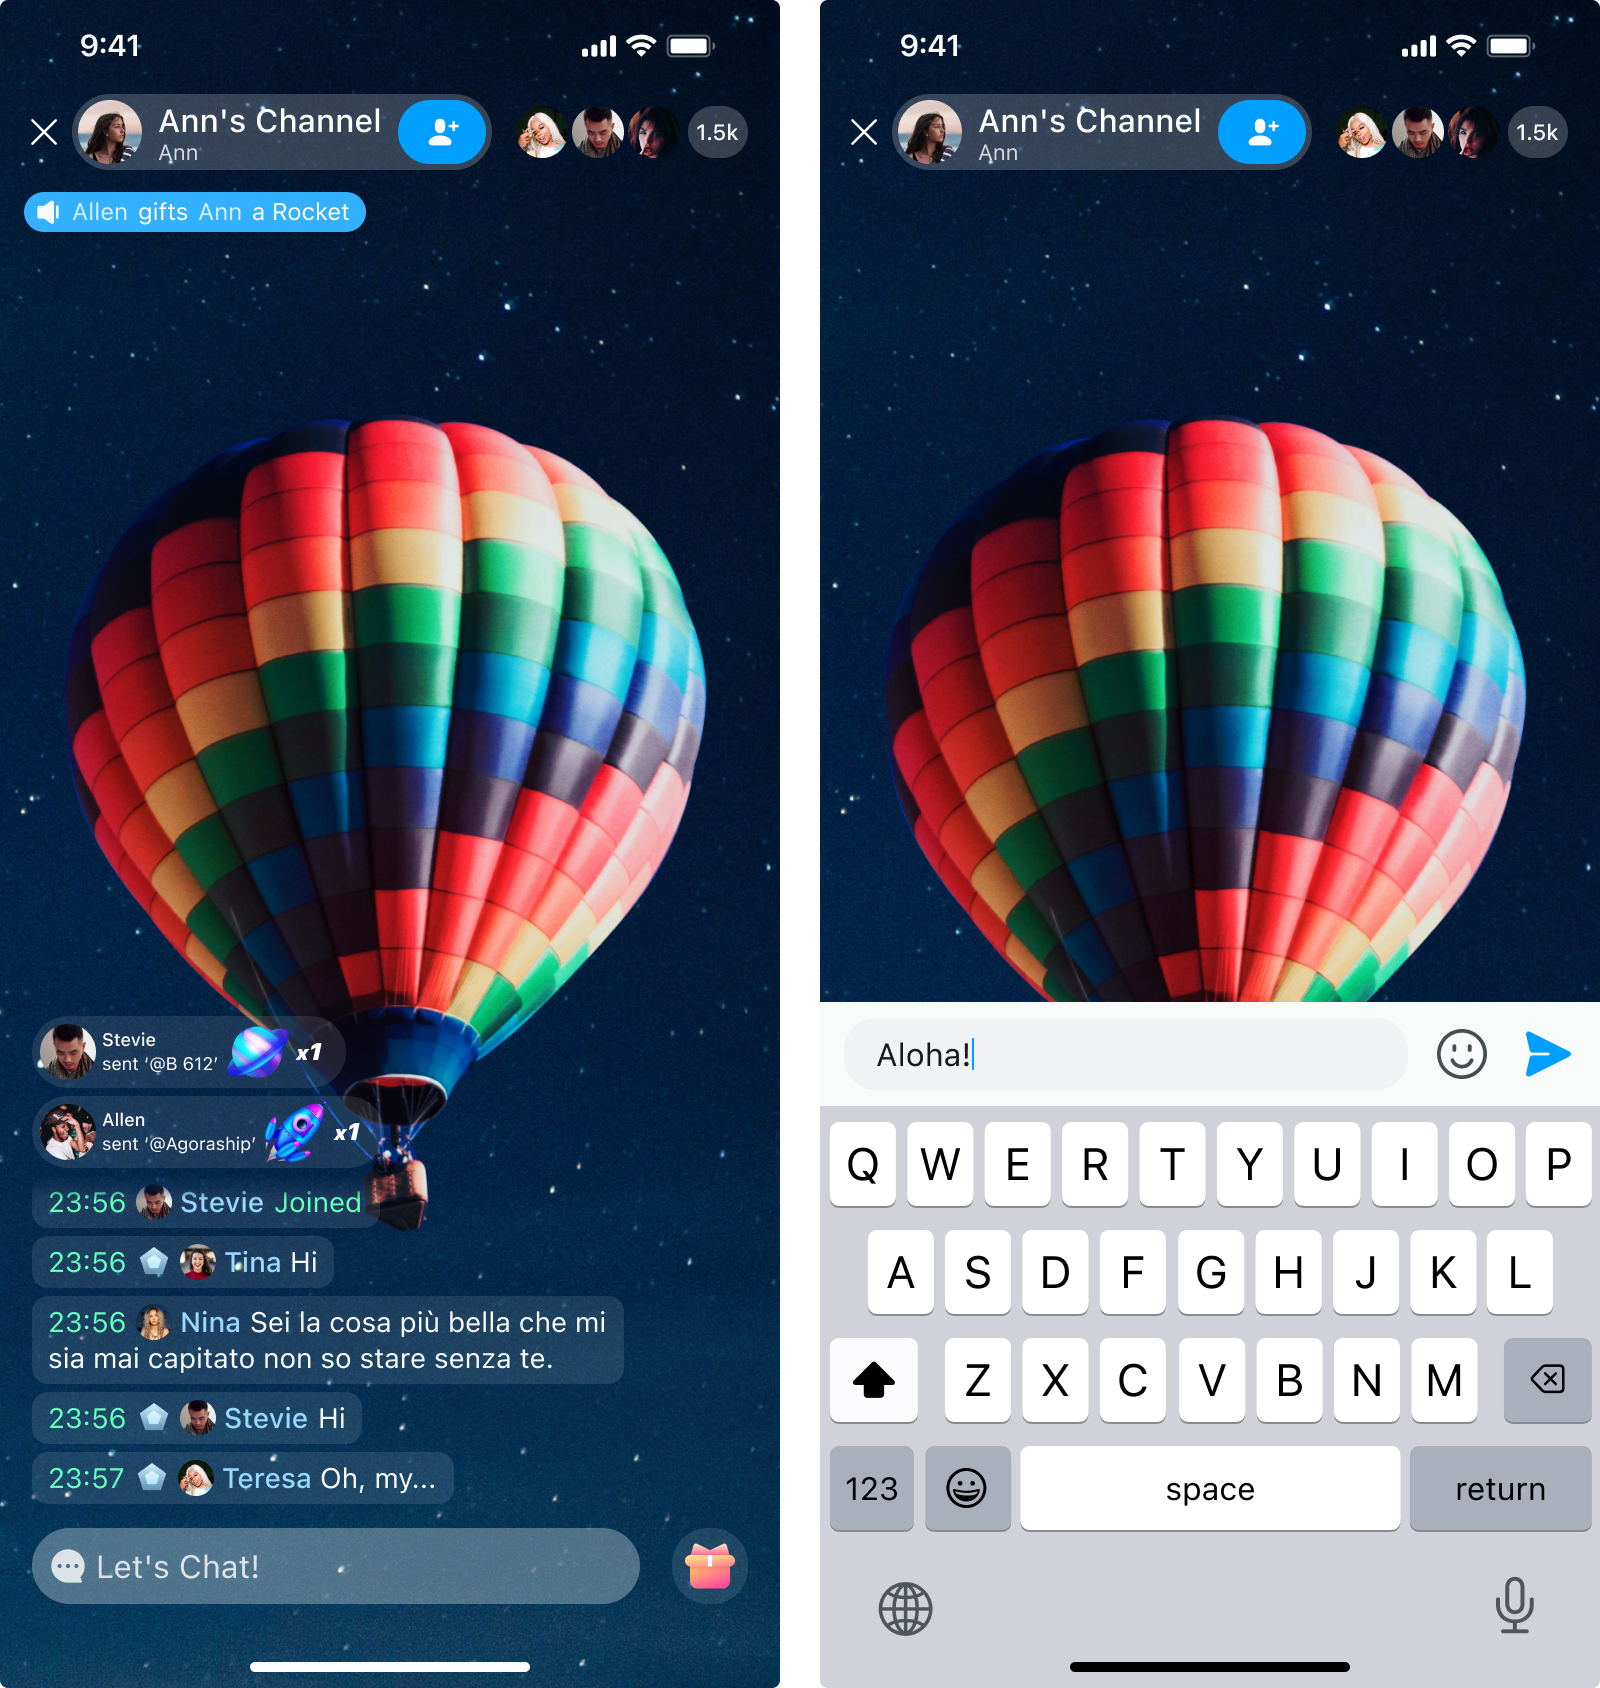 9:41
Ann's Channel
Ann
1.5k
Allen gifts Ann a Rocket
Stevie
sent ‘@B 612’
x1
Allen
sent ‘@Agoraship’
x1
23:56 Stevie Joined
23:56 Tina Hi
23:56 Nina Sei la cosa più bella che mi
sia mai capitato non so stare senza te.
23:56 Stevie Hi
23:57 Teresa Oh, my...
Let's Chat!
9:41
Ann's Channel
Ann
1.5k
Aloha!
Q W E R T Y U I O P
A S D F G H J K L
Z X C V B N M
123 space return